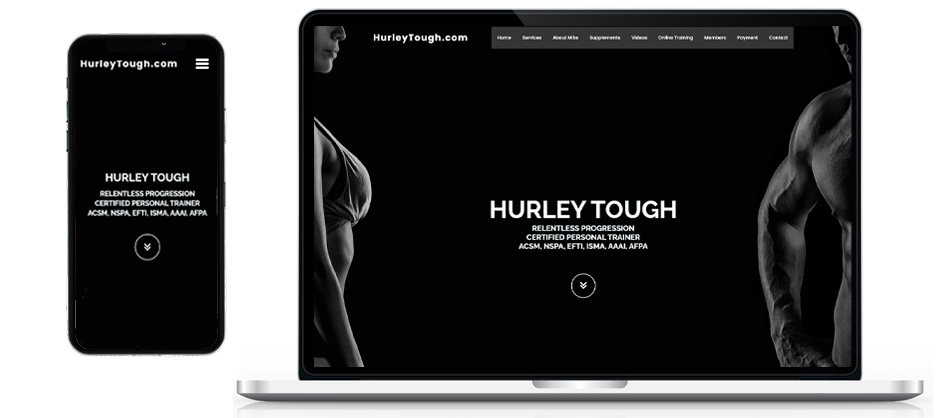 HurleyTough.com
HURLEY TOUGH
RELENTLESS PROGRESSION
CERTIFIED PERSONAL TRAINER
ACSM, NSPA, EFTI, ISMA, AAAI, AFPA
HurleyTough.com
Home Services About Mike Supplements Videos Online Training Members Payment Contact
HURLEY TOUGH
RELENTLESS PROGRESSION
CERTIFIED PERSONAL TRAINER
ACSM, NSPA, EFTI, ISMA, AAAI, AFPA